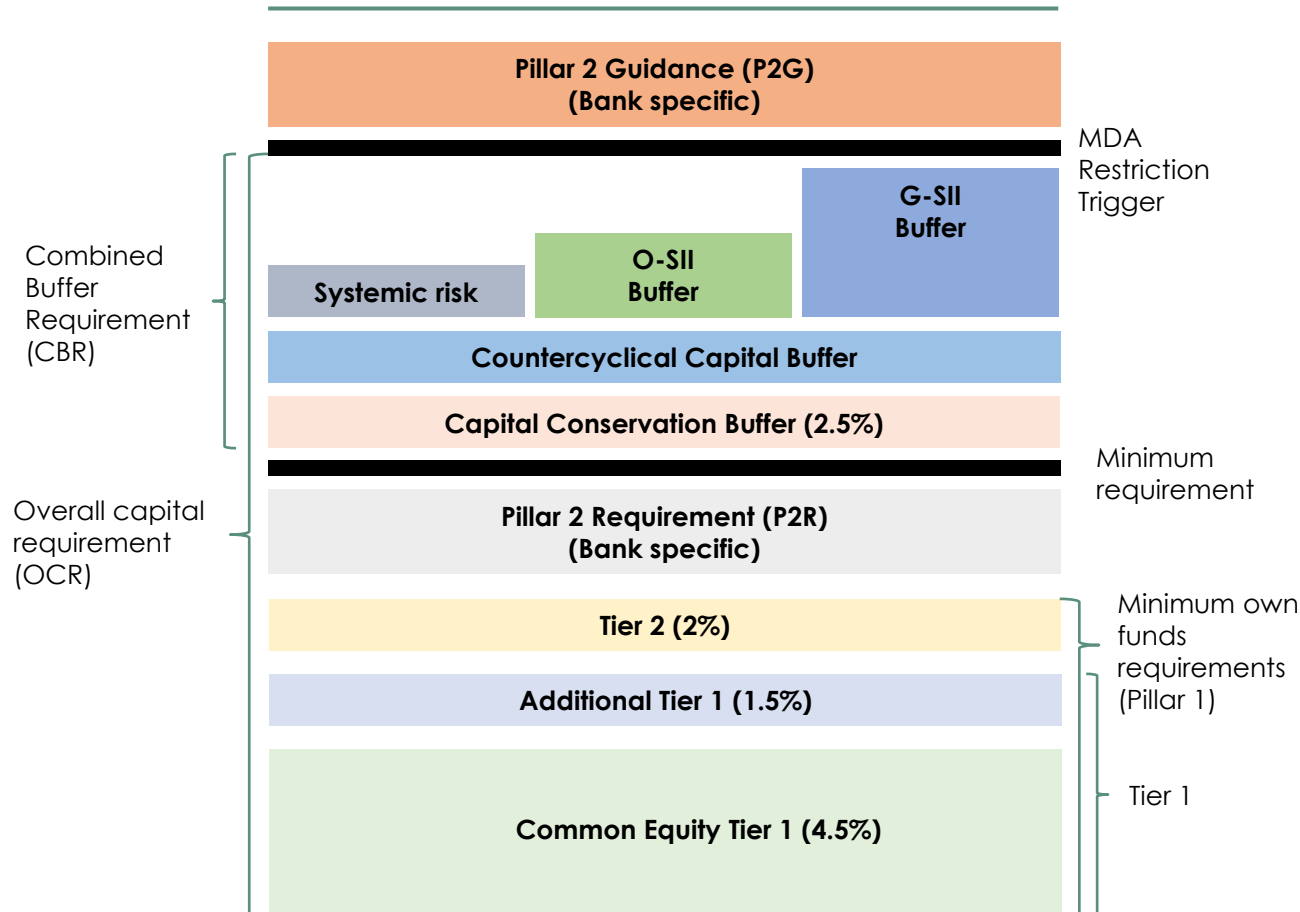 Pillar 2 Guidance (P2G)
(Bank specific)
MDA
Restriction
Trigger
G-SII
Buffer
O-SII
Buffer
Systemic risk
Combined
Buffer
Requirement
(CBR)
Countercyclical Capital Buffer
Capital Conservation Buffer (2.5%)
Minimum
requirement
Pillar 2 Requirement (P2R)
(Bank specific)
Overall capital
requirement
(OCR)
Tier 2 (2%)
Minimum own
funds
requirements
(Pillar 1)
Additional Tier 1 (1.5%)
Tier 1
Common Equity Tier 1 (4.5%)